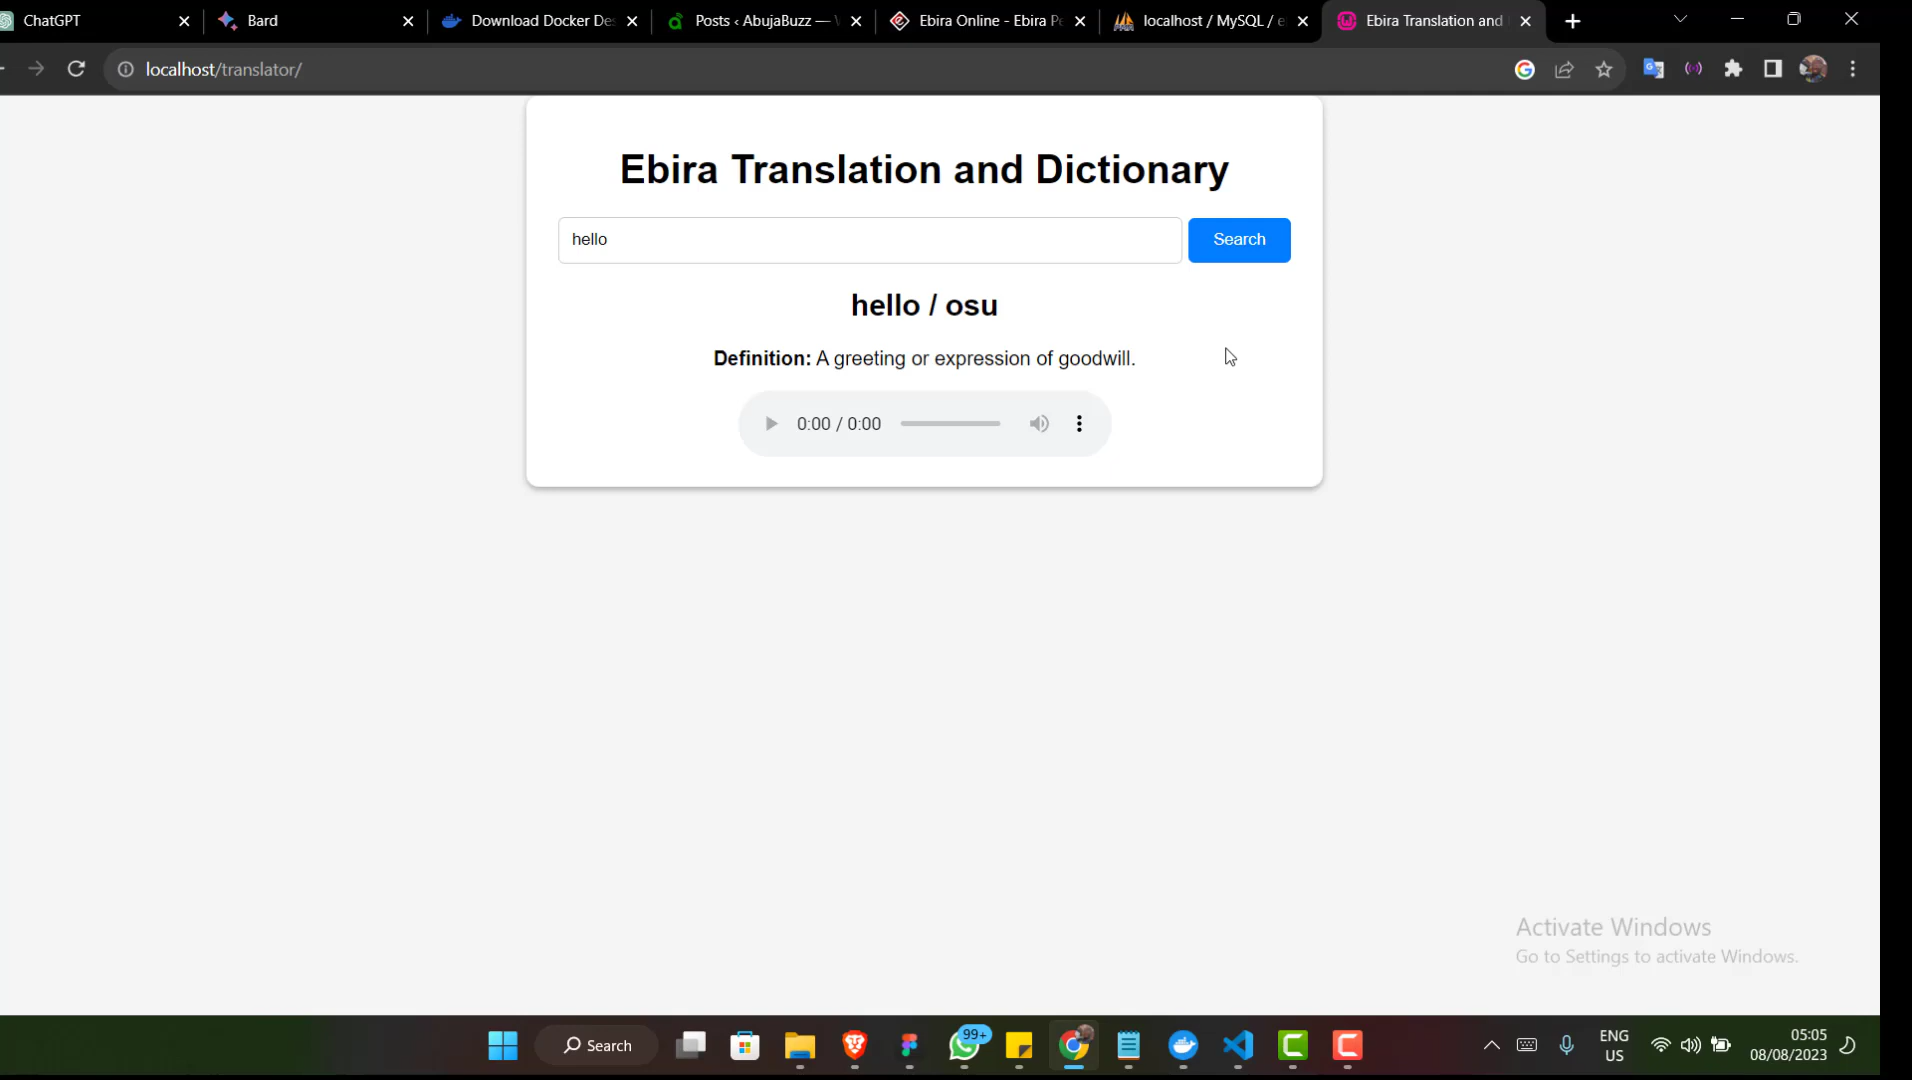 ChatGPT
Bard
Download Docker De
Posts ‹ AbujaBuzz —
Ebira Online - Ebira P
localhost / MySQL / e
Ebira Translation and
localhost/translator/
Ebira Translation and Dictionary
hello
Search
hello / osu
Definition: A greeting or expression of goodwill.
0:00 / 0:00
Activate Windows
Go to Settings to activate Windows.
Search
99+
ENG
US
05:05
08/08/2023